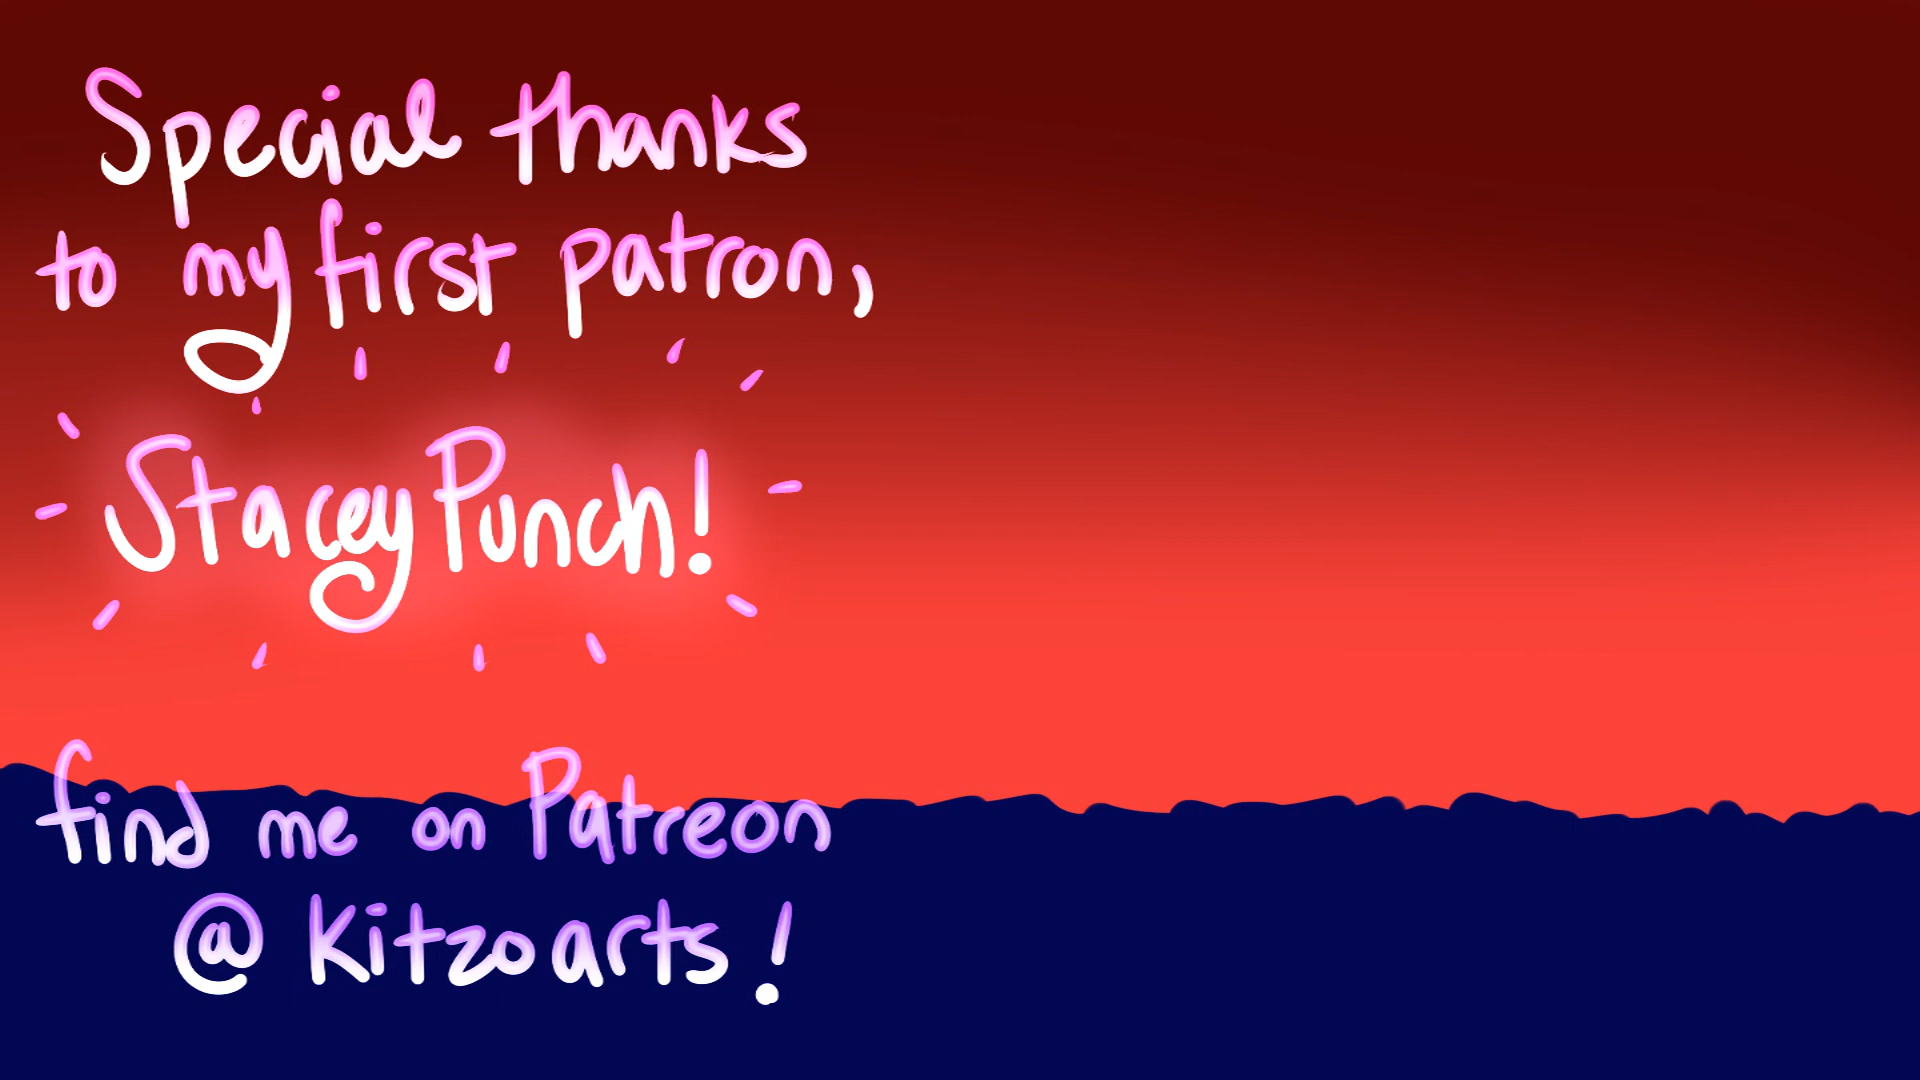 Special thanks
to my first patron,
Stacey Punch!
find me on Patreon
@ Kitzoarts!